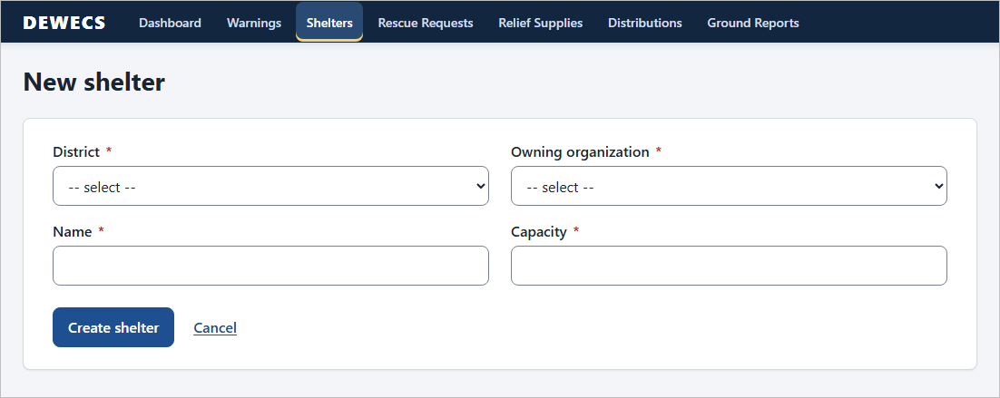 DEWECS Dashboard Warnings Shelters Rescue Requests Relief Supplies Distributions Ground Reports
New shelter
District * Owning organization *
-- select -- -- select --
Name * Capacity *
Create shelter Cancel